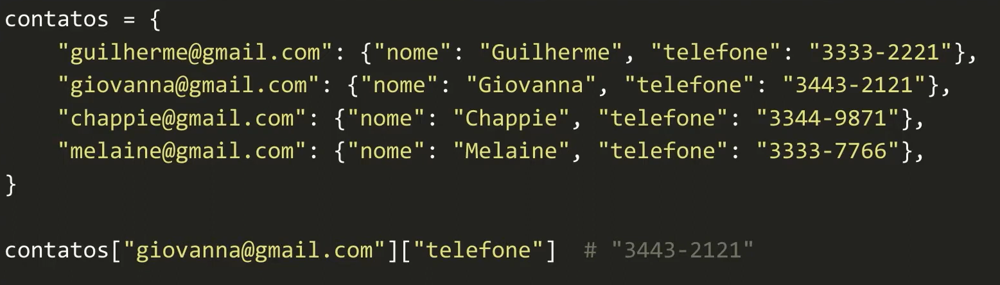 contatos = {
    "guilherme@gmail.com": {"nome": "Guilherme", "telefone": "3333-2221"},
    "giovanna@gmail.com": {"nome": "Giovanna", "telefone": "3443-2121"},
    "chappie@gmail.com": {"nome": "Chappie", "telefone": "3344-9871"},
    "melaine@gmail.com": {"nome": "Melaine", "telefone": "3333-7766"},
}
contatos["giovanna@gmail.com"]["telefone"]  # "3443-2121"